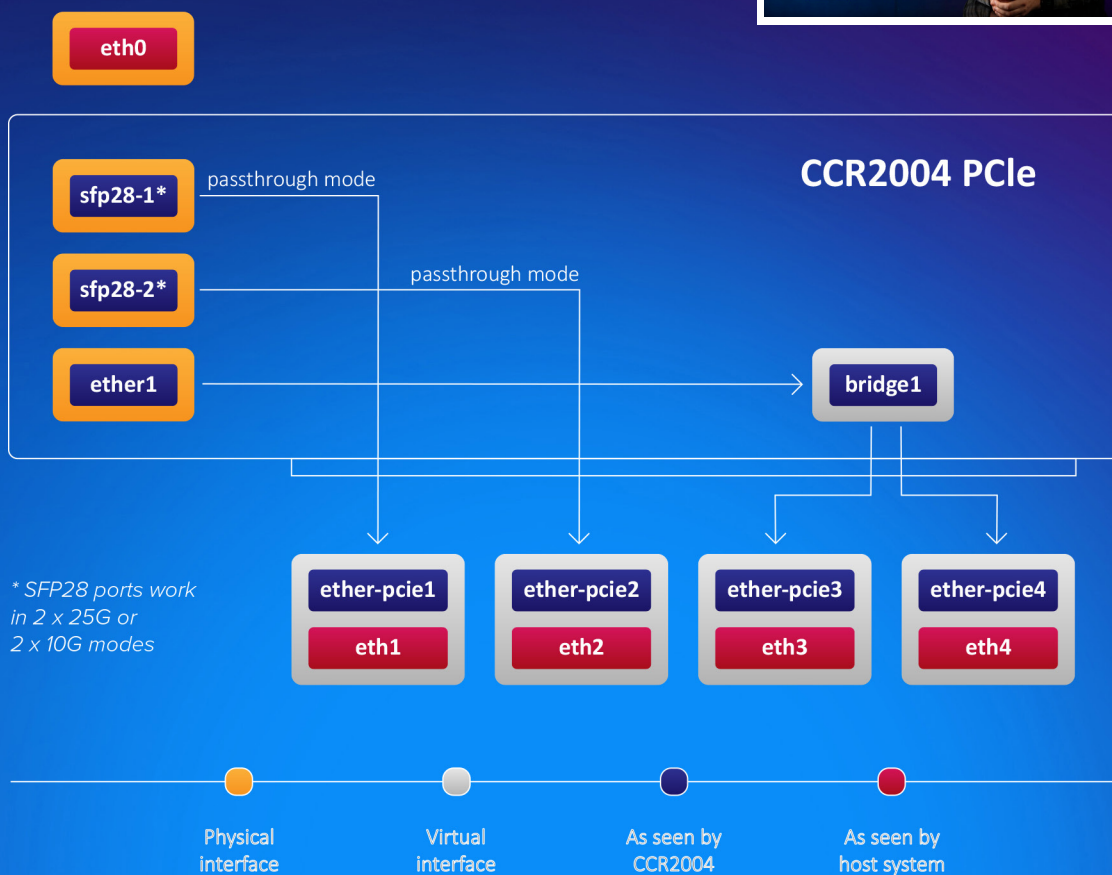 eth0
CCR2004 PCle
sfp28-1*
passthrough mode
sfp28-2*
passthrough mode
ether1
bridge1
* SFP28 ports work
in 2 x 25G or
2 x 10G modes
ether-pcie1
eth1
ether-pcie2
eth2
ether-pcie3
eth3
ether-pcie4
eth4
Physical
interface
Virtual
interface
As seen by
CCR2004
As seen by
host system